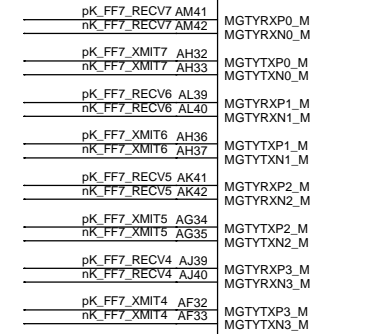 pK_FF7_RECV7 AM41 MGTYRXP0_M
nK_FF7_RECV7 AM42 MGTYRXN0_M
pK_FF7_XMIT7 AH32 MGTYTXP0_M
nK_FF7_XMIT7 AH33 MGTYTXN0_M
pK_FF7_RECV6 AL39 MGTYRXP1_M
nK_FF7_RECV6 AL40 MGTYRXN1_M
pK_FF7_XMIT6 AH36 MGTYTXP1_M
nK_FF7_XMIT6 AH37 MGTYTXN1_M
pK_FF7_RECV5 AK41 MGTYRXP2_M
nK_FF7_RECV5 AK42 MGTYRXN2_M
pK_FF7_XMIT5 AG34 MGTYTXP2_M
nK_FF7_XMIT5 AG35 MGTYTXN2_M
pK_FF7_RECV4 AJ39 MGTYRXP3_M
nK_FF7_RECV4 AJ40 MGTYRXN3_M
pK_FF7_XMIT4 AF32 MGTYTXP3_M
nK_FF7_XMIT4 AF33 MGTYTXN3_M